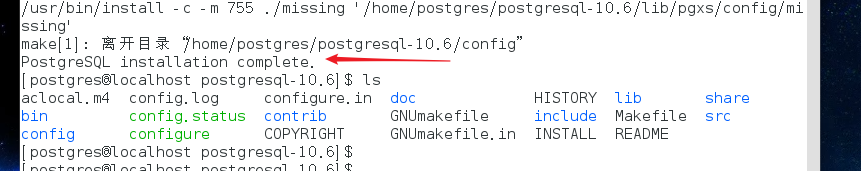 /usr/bin/install -c -m 755 ./missing '/home/postgres/postgresql-10.6/lib/pgxs/config/mi
ssing'
make[1]: 离开目录“/home/postgres/postgresql-10.6/config”
PostgreSQL installation complete.
[postgres@localhost postgresql-10.6]$ ls
aclocal.m4 config.log configure.in doc HISTORY lib share
bin config.status contrib GNUmakefile include Makefile src
config configure COPYRIGHT GNUmakefile.in INSTALL README
[postgres@localhost postgresql-10.6]$
[postgres@localhost postgresql-10.6]$